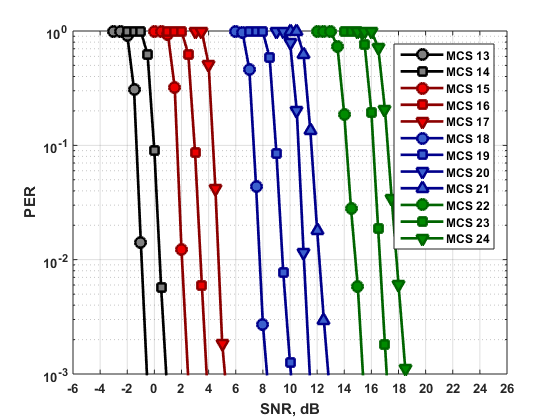 10^0
10^-1
10^-2
10^-3
PER
MCS 13
MCS 14
MCS 15
MCS 16
MCS 17
MCS 18
MCS 19
MCS 20
MCS 21
MCS 22
MCS 23
MCS 24
-6 -4 -2 0 2 4 6 8 10 12 14 16 18 20 22 24 26
SNR, dB